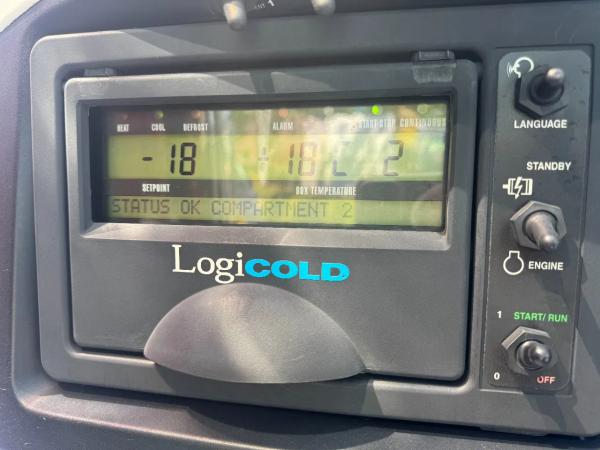 HEAT COOL DEFROST ALARM START-STOP CONTINUOUS
-18 18 C 2
SETPOINT BOX TEMPERATURE
STATUS OK COMPARTMENT 2
LogiCOLD
LANGUAGE
STANDBY
ENGINE
1 START/RUN
0 OFF